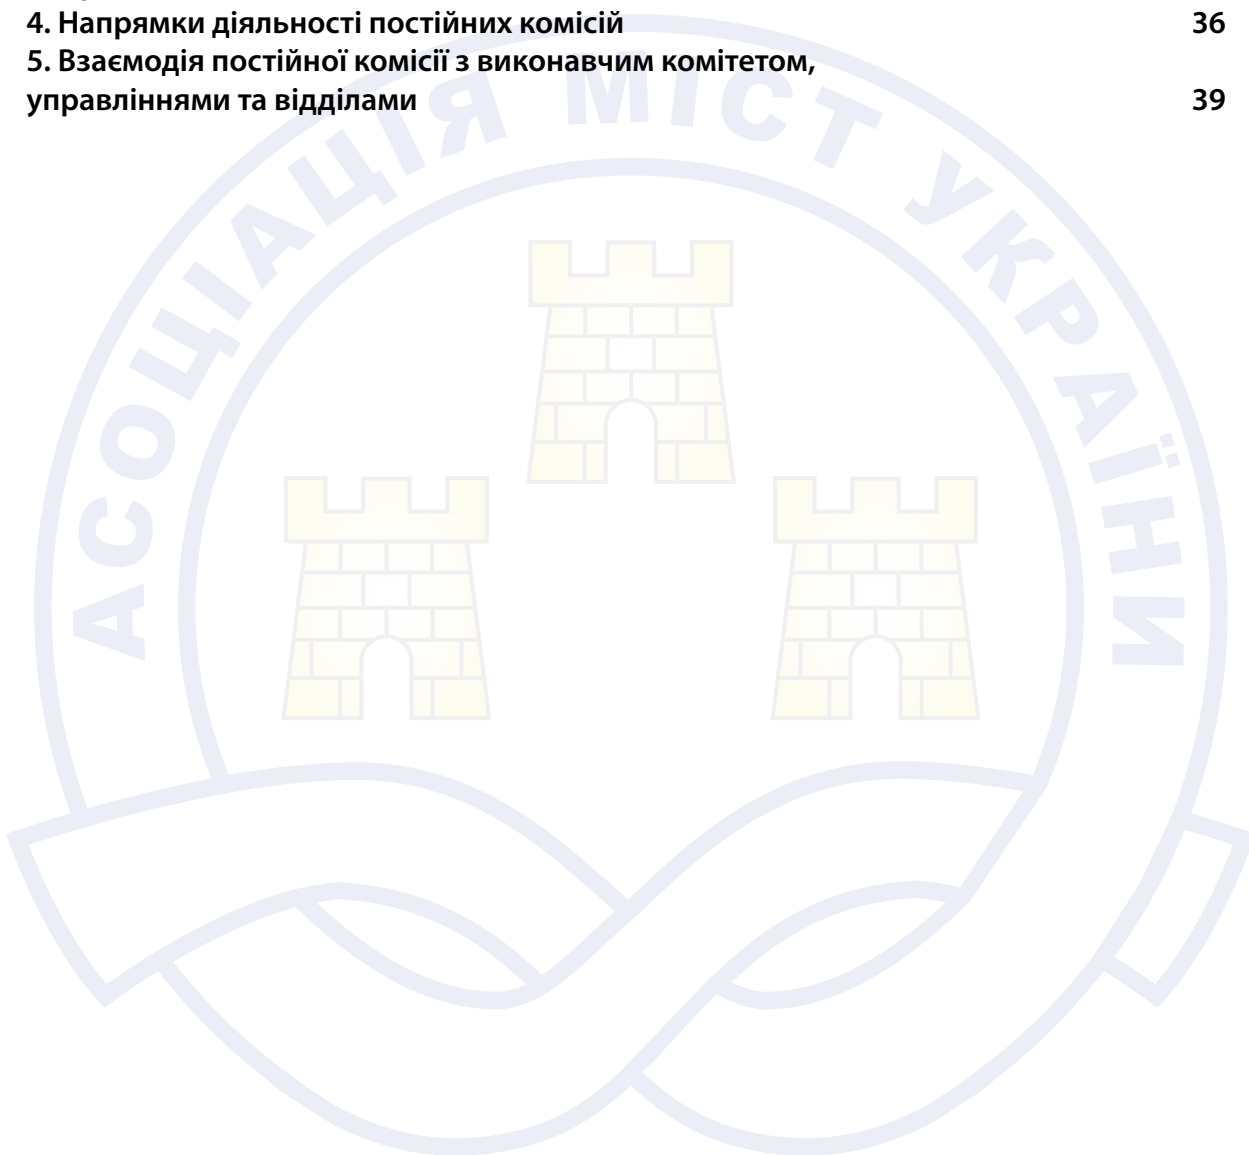 4. Напрямки діяльності постійних комісій 36
5. Взаємодія постійної комісії з виконавчим комітетом,
управліннями та відділами 39
АСОЦІАЦІЯ МІСТ УКРАЇНИ